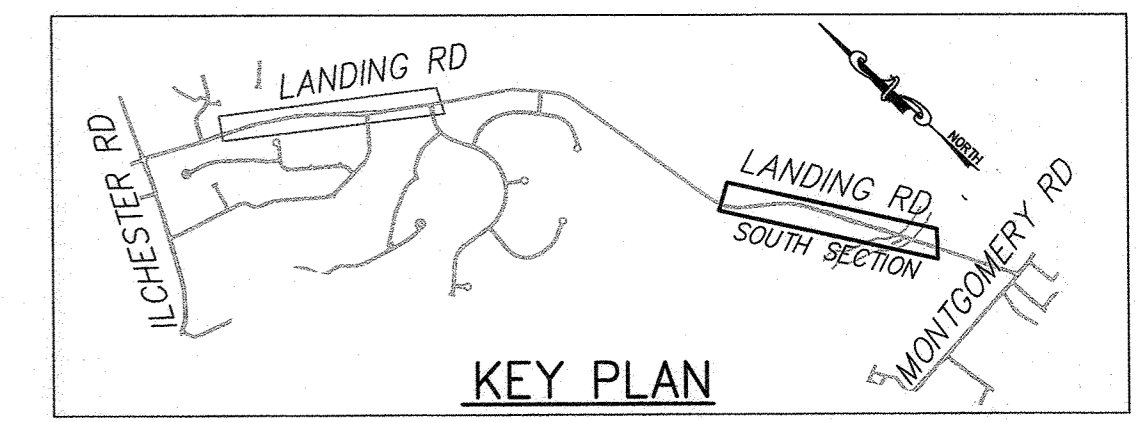 LANDING RD
ILCHESTER RD
NORTH
LANDING RD
SOUTH SECTION
MONTGOMERY RD
KEY PLAN